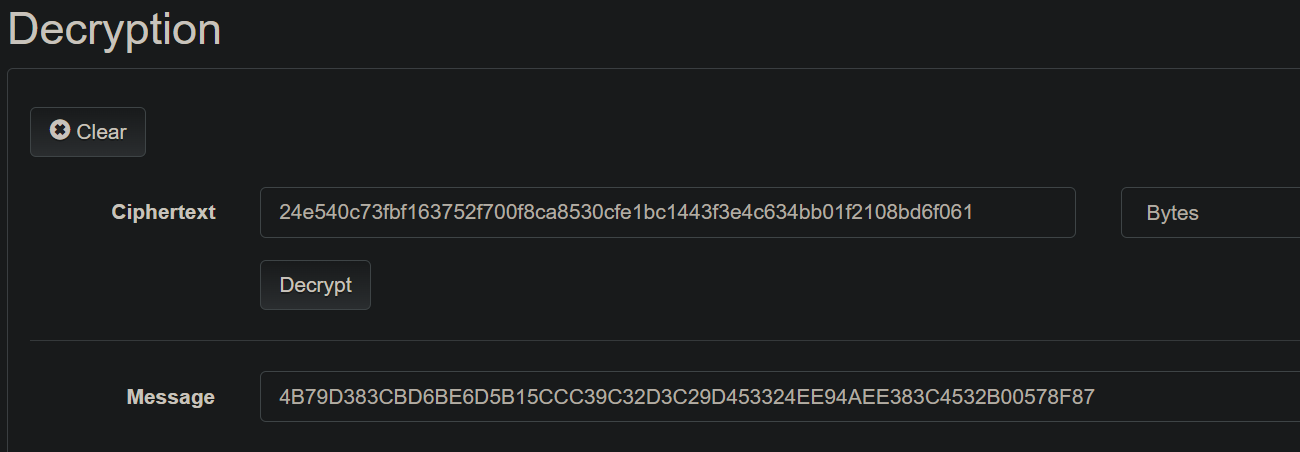 Decryption
Clear
Ciphertext 24e540c73fbf163752f700f8ca8530cfe1bc1443f3e4c634bb01f2108bd6f061 Bytes
Decrypt
Message 4B79D383CBD6BE6D5B15CCC39C32D3C29D453324EE94AEE383C4532B00578F87